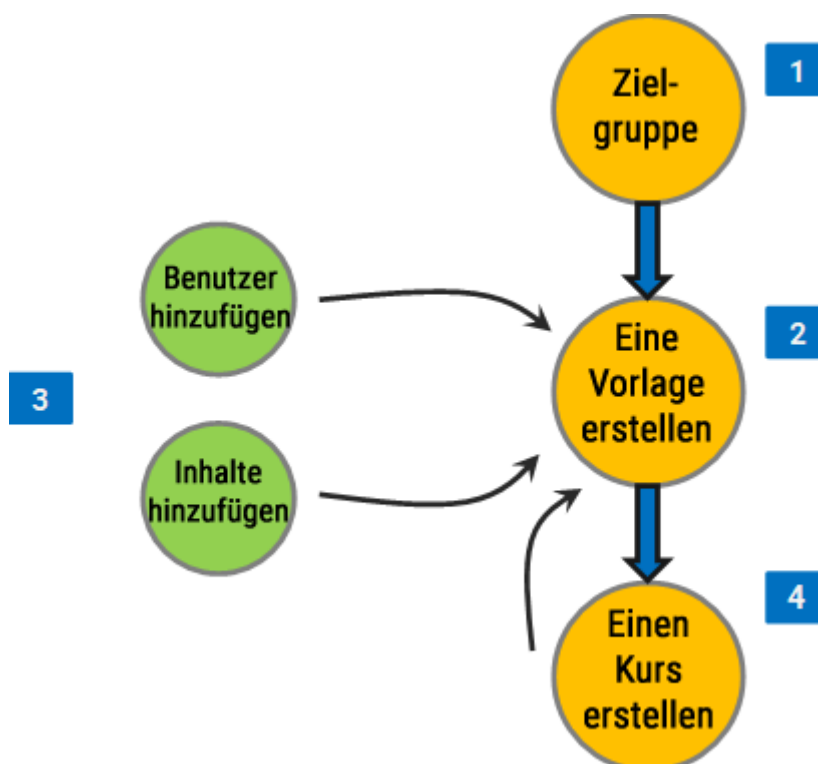 Ziel-
gruppe
1
Benutzer
hinzufügen
Eine
Vorlage
erstellen
2
3
Inhalte
hinzufügen
Einen
Kurs
erstellen
4